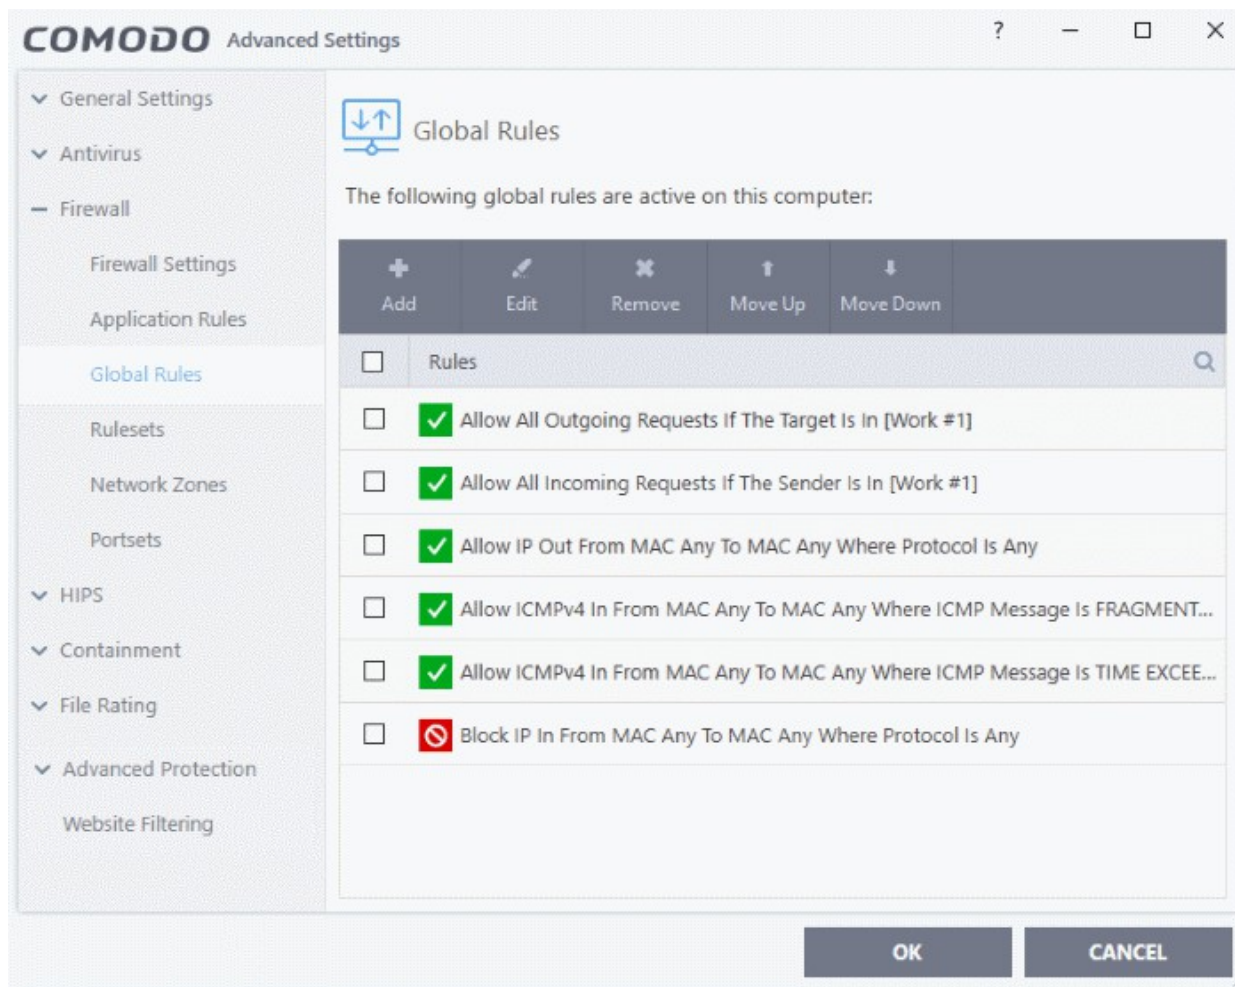 COMODO Advanced Settings ?
General Settings
Antivirus
Firewall
Firewall Settings
Application Rules
Global Rules
Rulesets
Network Zones
Portsets
HIPS
Containment
File Rating
Advanced Protection
Website Filtering
Global Rules
The following global rules are active on this computer:
Add Edit Remove Move Up Move Down
Rules
Allow All Outgoing Requests If The Target Is In [Work #1]
Allow All Incoming Requests If The Sender Is In [Work #1]
Allow IP Out From MAC Any To MAC Any Where Protocol Is Any
Allow ICMPv4 In From MAC Any To MAC Any Where ICMP Message Is FRAGMENT...
Allow ICMPv4 In From MAC Any To MAC Any Where ICMP Message Is TIME EXCEE...
Block IP In From MAC Any To MAC Any Where Protocol Is Any
OK CANCEL